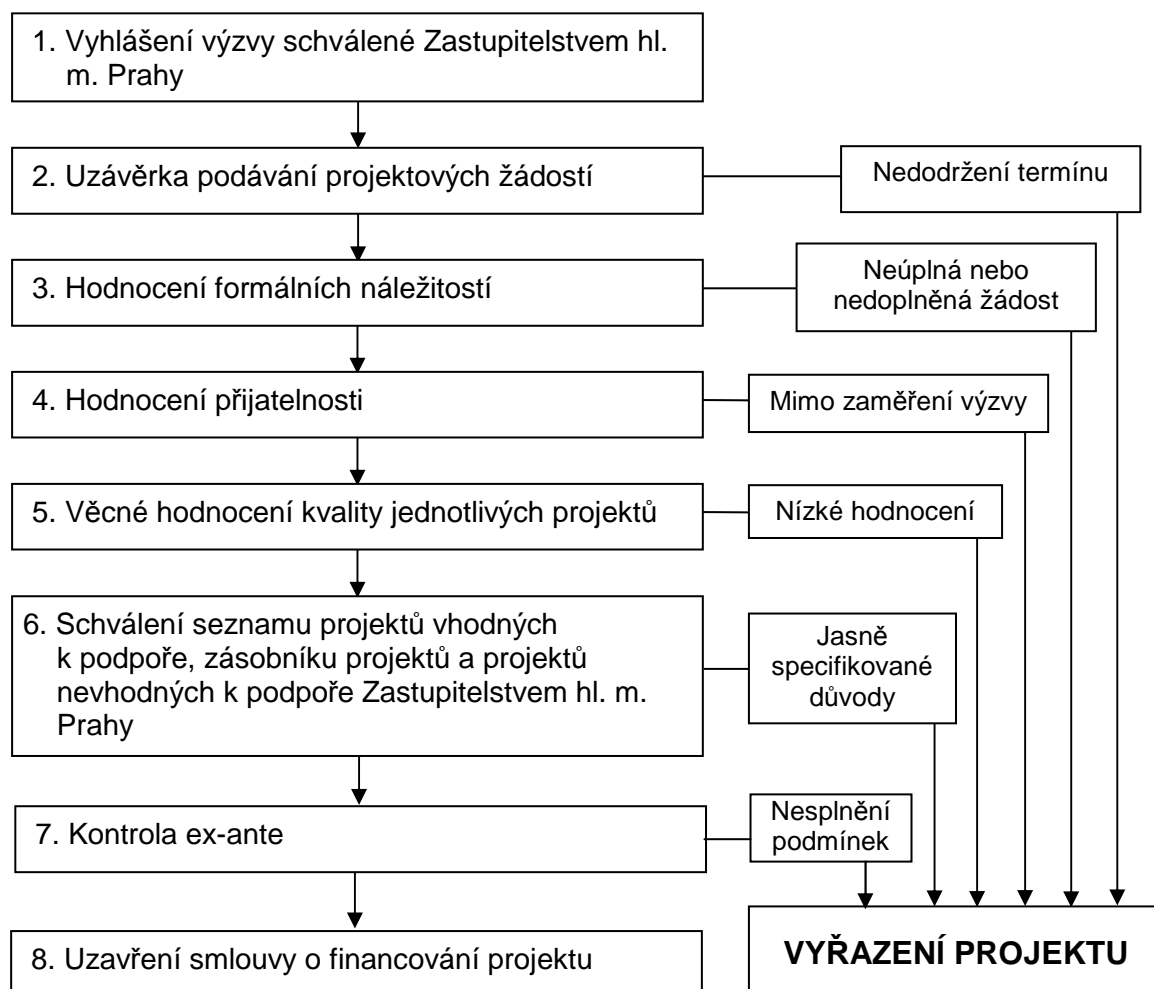 1. Vyhlášení výzvy schválené Zastupitelstvem hl.
m. Prahy
2. Uzávěrka podávání projektových žádostí
Nedodržení termínu
3. Hodnocení formálních náležitostí
Neúplná nebo
nedoplněná žádost
4. Hodnocení přijatelnosti
Mimo zaměření výzvy
5. Věcné hodnocení kvality jednotlivých projektů
Nízké hodnocení
6. Schválení seznamu projektů vhodných
k podpoře, zásobníku projektů a projektů
nevhodných k podpoře Zastupitelstvem hl. m.
Prahy
Jasně
specifikované
důvody
7. Kontrola ex-ante
Nesplnění
podmínek
8. Uzavření smlouvy o financování projektu
VYŘAZENÍ PROJEKTU